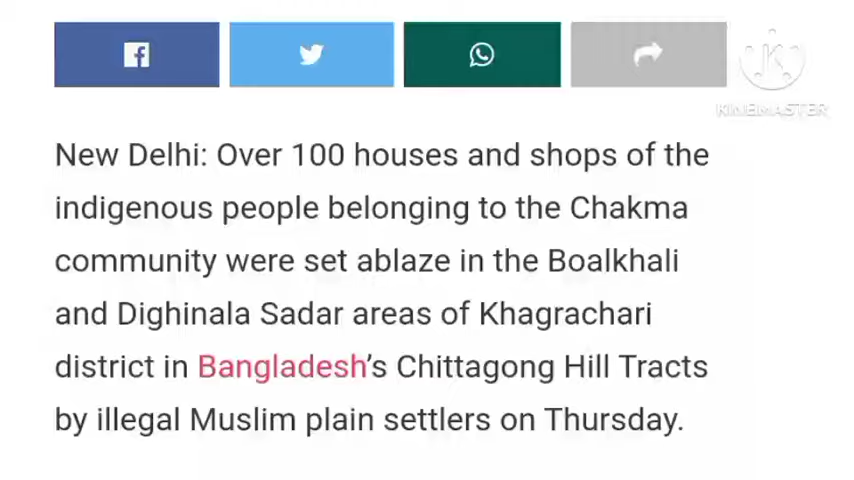 KINEMASTER
New Delhi: Over 100 houses and shops of the
indigenous people belonging to the Chakma
community were set ablaze in the Boalkhali
and Dighinala Sadar areas of Khagrachari
district in Bangladesh's Chittagong Hill Tracts
by illegal Muslim plain settlers on Thursday.